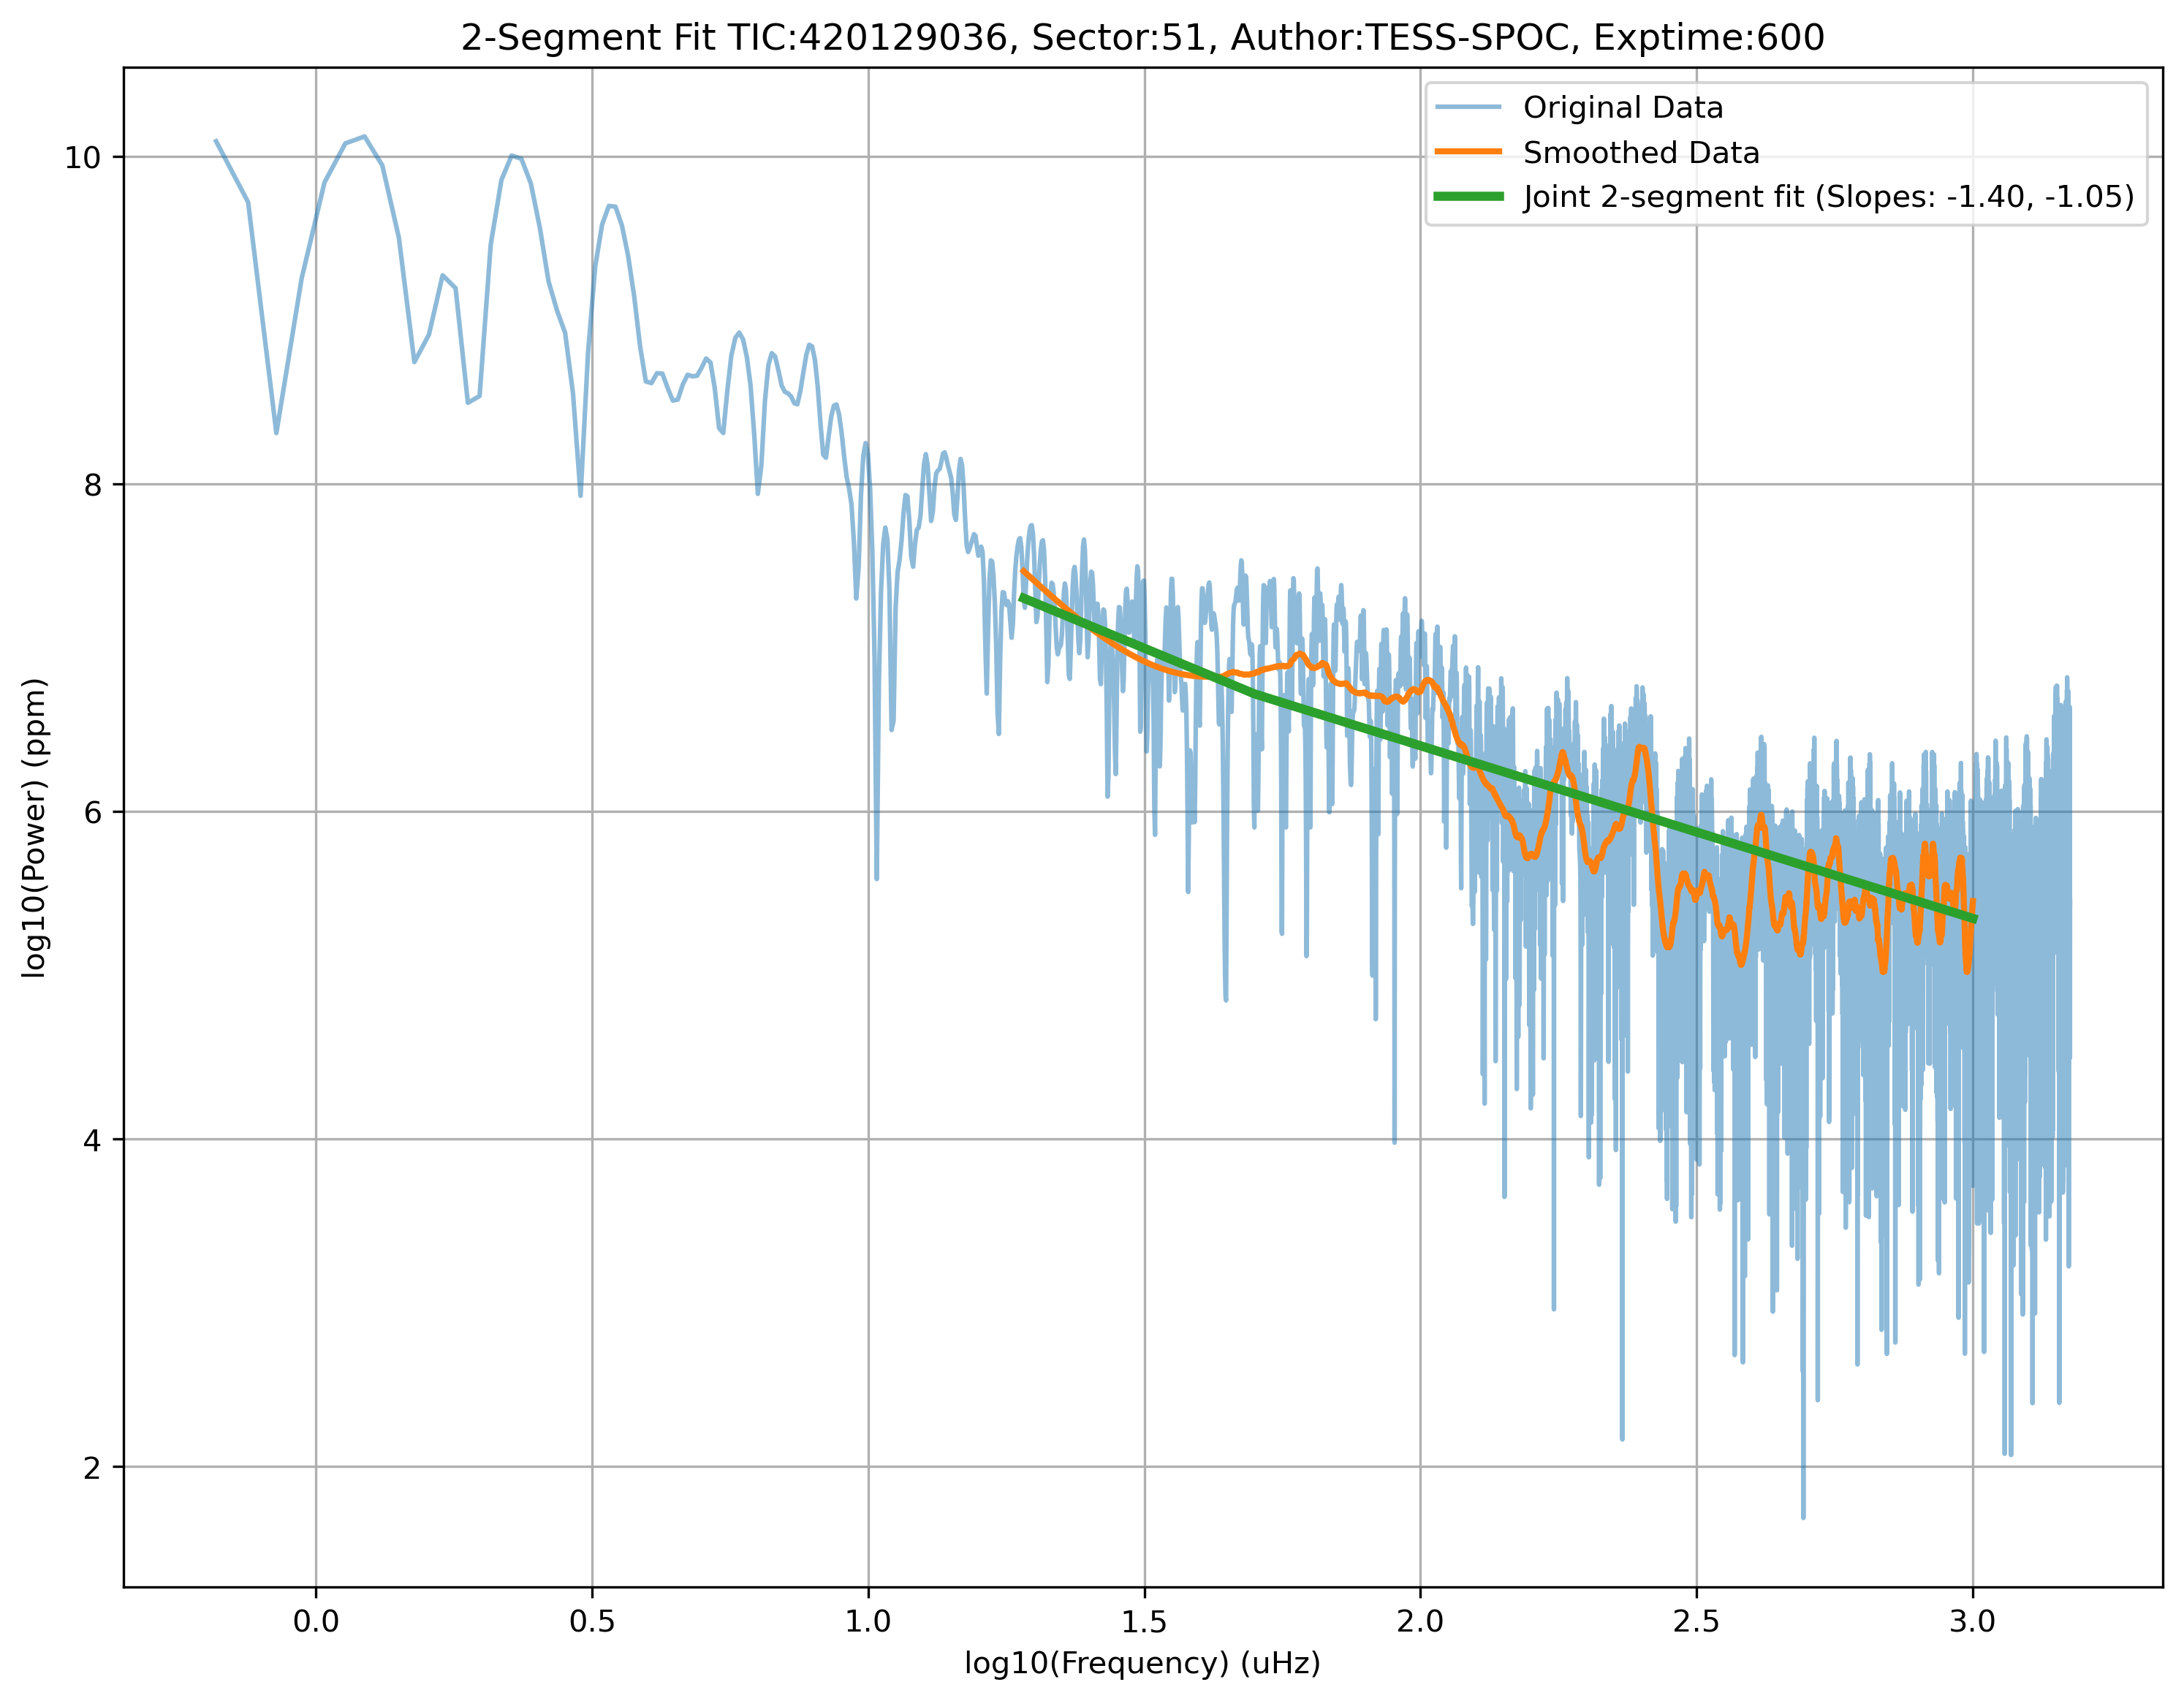 2-Segment Fit TIC:420129036, Sector:51, Author:TESS-SPOC, Exptime:600
Original Data
Smoothed Data
Joint 2-segment fit (Slopes: -1.40, -1.05)
log10(Power) (ppm)
10
8
6
4
2
0.0 0.5 1.0 1.5 2.0 2.5 3.0
log10(Frequency) (uHz)